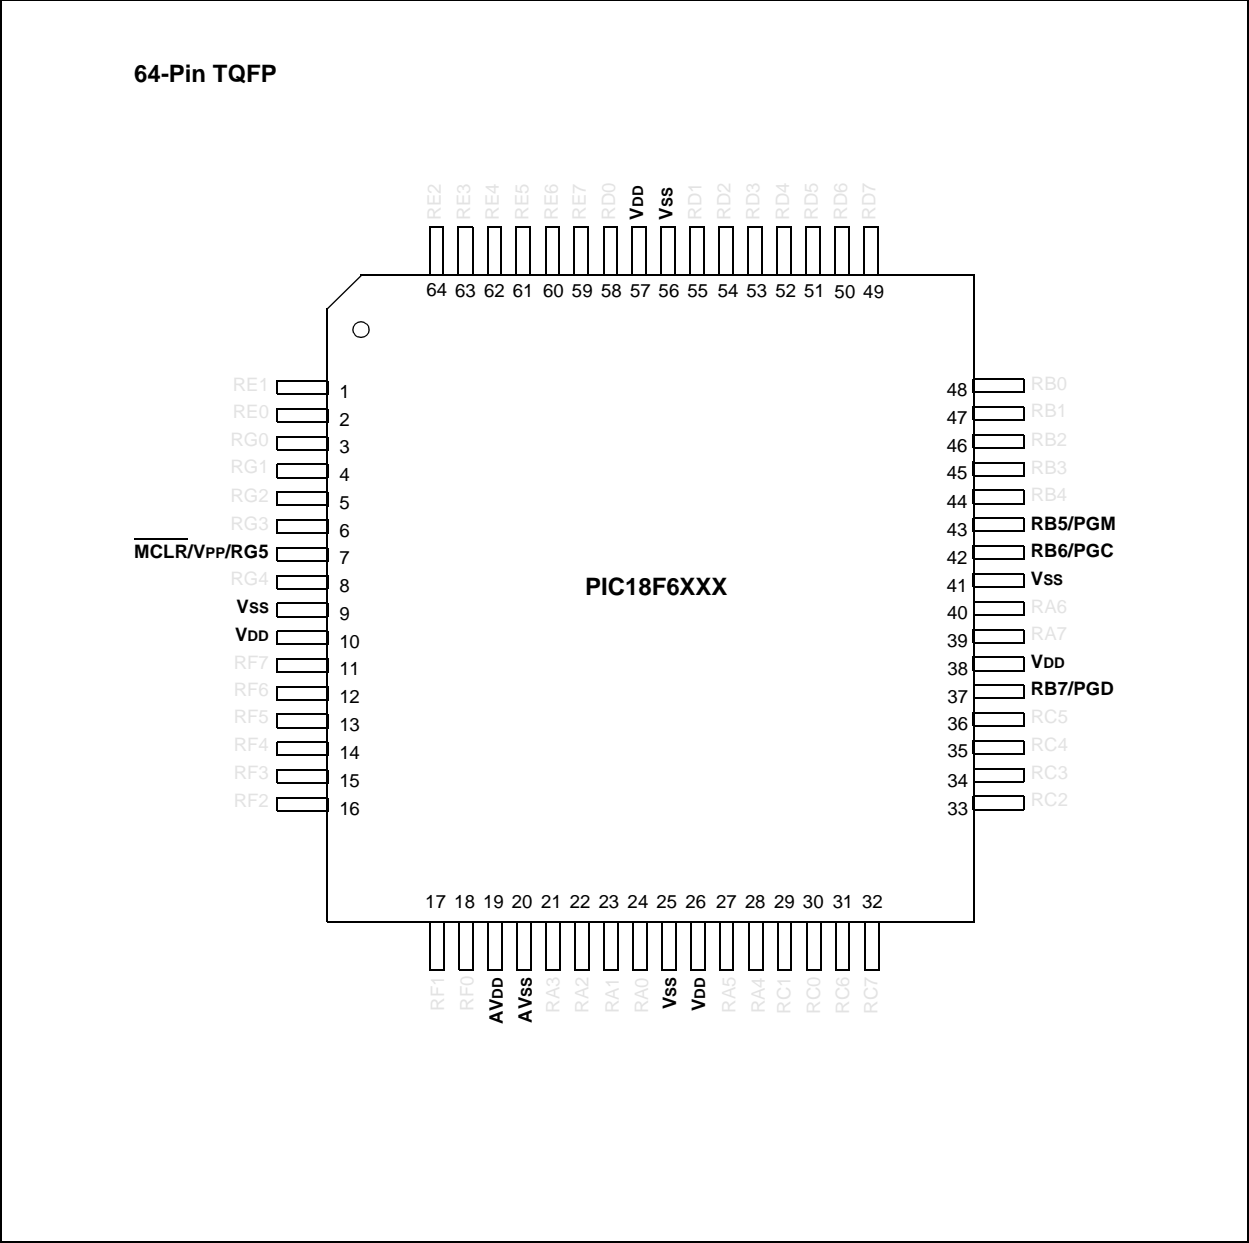 64-Pin TQFP
RE2 RE3 RE4 RE5 RE6 RE7 RD0 VDD VSS RD1 RD2 RD3 RD4 RD5 RD6 RD7
64 63 62 61 60 59 58 57 56 55 54 53 52 51 50 49
RE1 1 48 RB0
RE0 2 47 RB1
RG0 3 46 RB2
RG1 4 45 RB3
RG2 5 44 RB4
RG3 6 43 RB5/PGM
MCLR/VPP/RG5 7 42 RB6/PGC
RG4 8 41 VSS
VSS 9 40 RA6
VDD 10 39 RA7
RF7 11 38 VDD
RF6 12 37 RB7/PGD
RF5 13 36 RC5
RF4 14 35 RC4
RF3 15 34 RC3
RF2 16 33 RC2
PIC18F6XXX
17 18 19 20 21 22 23 24 25 26 27 28 29 30 31 32
RF1 RF0 AVDD AVSS RA3 RA2 RA1 RA0 VSS VDD RA5 RA4 RC1 RC0 RC6 RC7